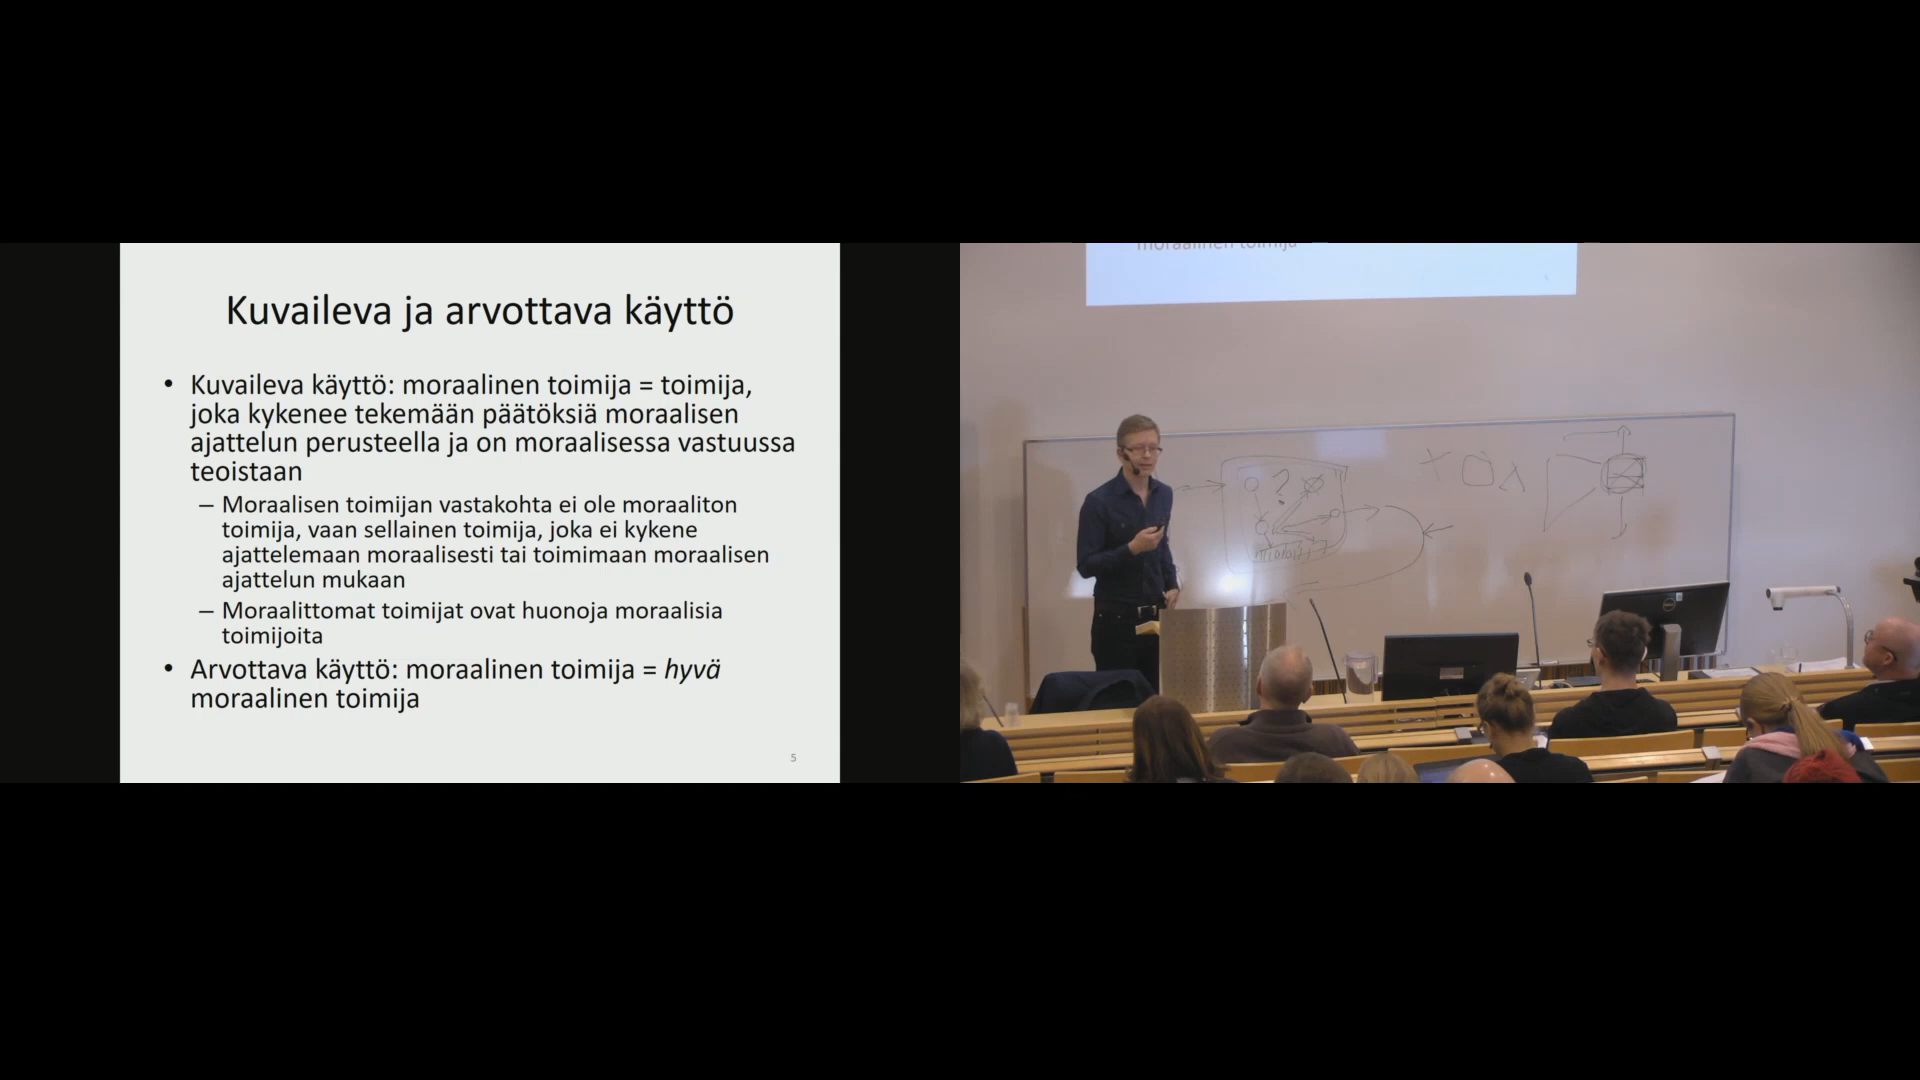 Kuvaileva ja arvottava käyttö
• Kuvaileva käyttö: moraalinen toimija = toimija,
joka kykenee tekemään päätöksiä moraalisen
ajattelun perusteella ja on moraalisessa vastuussa
teoistaan
– Moraalisen toimijan vastakohta ei ole moraaliton
toimija, vaan sellainen toimija, joka ei kykene
ajattelemaan moraalisesti tai toimimaan moraalisen
ajattelun mukaan
– Moraalittomat toimijat ovat huonoja moraalisia
toimijoita
• Arvottava käyttö: moraalinen toimija = hyvä
moraalinen toimija
5
moraalinen toimija
?